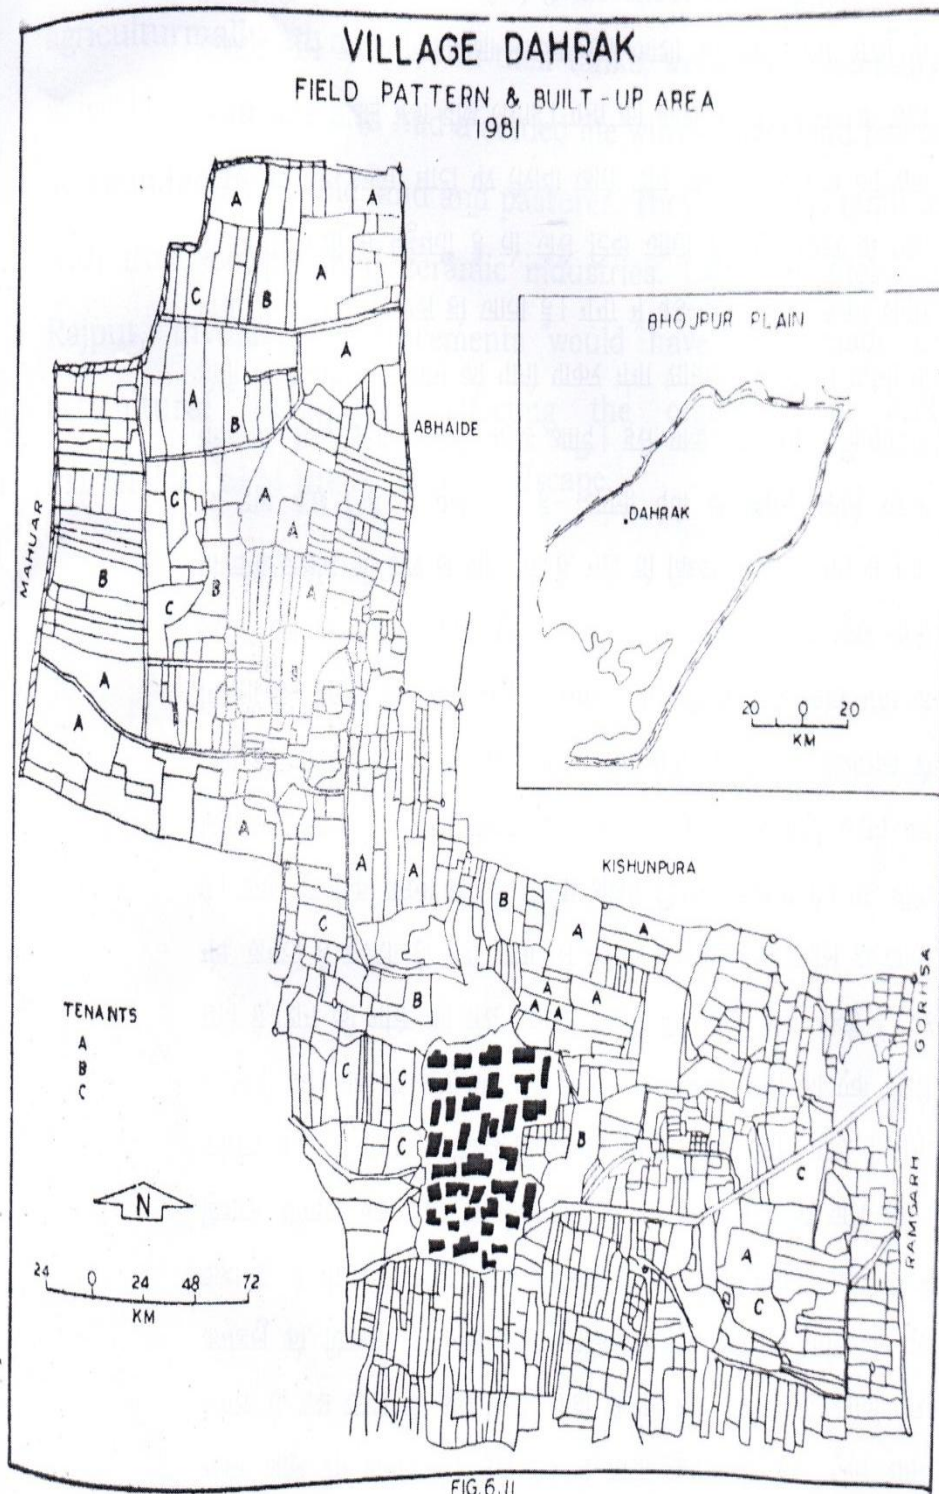 VILLAGE DAHRAK
FIELD PATTERN & BUILT-UP AREA
1981
A
A
C
B
A
A
A
B
ABHAIDE
BHOJPUR PLAIN
DAHRAK
20 0 20
KM
MAHUAR
C
A
A
B
C
B
A
B
A
A
A
A
A
KISHUNPURA
B
A
A
C
A
A
A
A
B
GORHSA
TENANTS
A
B
C
C
C
B
C
C
RAMGARH
N
A
C
24 0 24 48 72
KM
FIG. 6.11